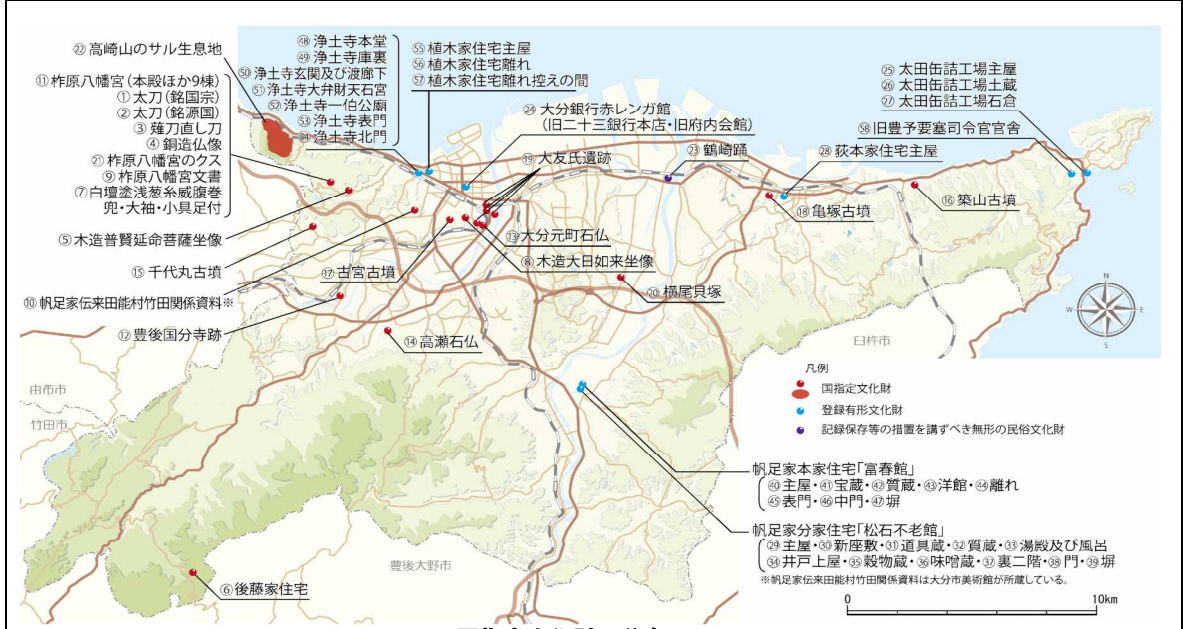 ㉒高崎山のサル生息地
⑪柞原八幡宮（本殿ほか9棟）
①太刀（銘国宗）
②太刀（銘源国）
③薙刀直し刀
④銅造仏像
㉑柞原八幡宮のクス
⑨柞原八幡宮文書
⑦白壇塗浅葱糸威腹巻
兜・大袖・小具足付
⑤木造普賢延命菩薩坐像
⑮千代丸古墳
⑩帆足家伝来田能村竹田関係資料※
⑫豊後国分寺跡
㊽浄土寺本堂
㊾浄土寺庫裏
㊿浄土寺玄関及び渡廊下
51浄土寺大弁財天石宮
52浄土寺一伯公廟
53浄土寺表門
54浄土寺北門
55植木家住宅主屋
56植木家住宅離れ
57植木家住宅離れ控えの間
㉔大分銀行赤レンガ館
（旧二十三銀行本店・旧府内会館）
⑲大友氏遺跡
㉓鶴崎踊
㉕太田缶詰工場主屋
㉖太田缶詰工場土蔵
㉗太田缶詰工場石倉
58旧豊予要塞司令官官舎
㉘荻本家住宅主屋
⑯築山古墳
⑱亀塚古墳
⑬大分元町石仏
⑧木造大日如来坐像
⑰古宮古墳
⑳横尾貝塚
⑭高瀬石仏
⑥後藤家住宅
由布市
竹田市
豊後大野市
臼杵市
N
W
E
S
凡例
国指定文化財
登録有形文化財
記録保存等の措置を講ずべき無形の民俗文化財
帆足家本家住宅「富春館」
㊵主屋・㊶宝蔵・㊷質蔵・㊸洋館・㊹離れ
㊺表門・㊻中門・㊼塀
帆足家分家住宅「松石不老館」
㉙主屋・㉚新座敷・㉛道具蔵・㉜質蔵・㉝湯殿及び風呂
㉞井戸上屋・㉟穀物蔵・㊱味噌蔵・㊲裏二階・㊳門・㊴塀
※帆足家伝来田能村竹田関係資料は大分市美術館が所蔵している。
0 10km